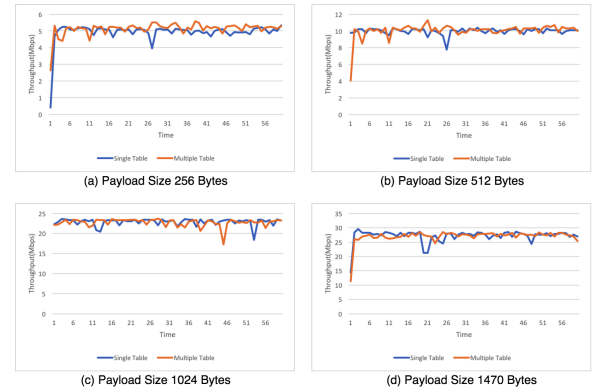 Throughput(Mbps)
6
5
4
3
2
1
0
1 6 11 16 21 26 31 36 41 46 51 56
Time
Single Table Multiple Table
(a) Payload Size 256 Bytes
Throughput(Mbps)
12
10
8
6
4
2
0
1 6 11 16 21 26 31 36 41 46 51 56
Time
Single Table Multiple Table
(b) Payload Size 512 Bytes
Throughput(Mbps)
25
20
15
10
5
0
1 6 11 16 21 26 31 36 41 46 51 56
Time
Single Table Multiple Table
(c) Payload Size 1024 Bytes
Throughput(Mbps)
35
30
25
20
15
10
5
0
1 6 11 16 21 26 31 36 41 46 51 56
Time
Single Table Multiple Table
(d) Payload Size 1470 Bytes